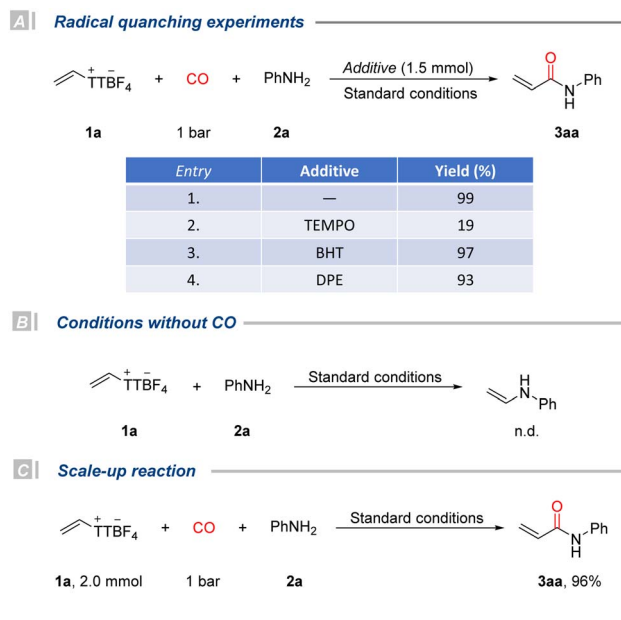 A Radical quanching experiments
TTBF4 + − + CO + PhNH2 Additive (1.5 mmol) O Ph
Standard conditions N
H
1a 1 bar 2a 3aa
Entry Additive Yield (%)
1. — 99
2. TEMPO 19
3. BHT 97
4. DPE 93
B Conditions without CO
TTBF4 + − + PhNH2 Standard conditions H
N Ph
1a 2a n.d.
C Scale-up reaction
TTBF4 + − + CO + PhNH2 Standard conditions O Ph
N
H
1a, 2.0 mmol 1 bar 2a 3aa, 96%